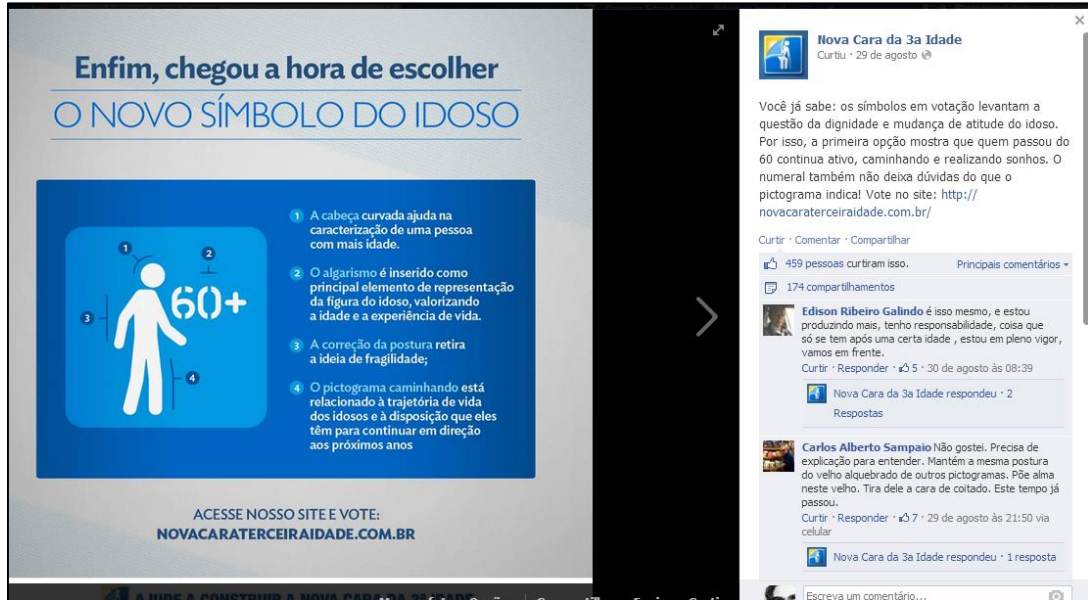 Enfim, chegou a hora de escolher
O NOVO SÍMBOLO DO IDOSO
1
2
3
4
60+
1 A cabeça curvada ajuda na
caracterização de uma pessoa
com mais idade.
2 O algarismo é inserido como
principal elemento de representação
da figura do idoso, valorizando
a idade e a experiência de vida.
3 A correção da postura retira
a ideia de fragilidade;
4 O pictograma caminhando está
relacionado à trajetória de vida
dos idosos e à disposição que eles
têm para continuar em direção
aos próximos anos
ACESSE NOSSO SITE E VOTE:
NOVACARATERCEIRAIDADE.COM.BR
Nova Cara da 3a Idade
Curtiu · 29 de agosto
Você já sabe: os símbolos em votação levantam a
questão da dignidade e mudança de atitude do idoso.
Por isso, a primeira opção mostra que quem passou do
60 continua ativo, caminhando e realizando sonhos. O
numeral também não deixa dúvidas do que o
pictograma indica! Vote no site: http://
novacaraterceiraidade.com.br/
Curtir · Comentar · Compartilhar
459 pessoas curtiram isso.
Principais comentários
174 compartilhamentos
Edison Ribeiro Galindo é isso mesmo, e estou
produzindo mais, tenho responsabilidade, coisa que
só se tem após uma certa idade , estou em pleno vigor,
vamos em frente.
Curtir · Responder · 5 · 30 de agosto às 08:39
Nova Cara da 3a Idade respondeu · 2
Respostas
Carlos Alberto Sampaio Não gostei. Precisa de
explicação para entender. Mantém a mesma postura
do velho alquebrado de outros pictogramas. Põe alma
neste velho. Tira dele a cara de coitado. Este tempo já
passou.
Curtir · Responder · 7 · 29 de agosto às 21:50 via
celular
Nova Cara da 3a Idade respondeu · 1 resposta
Escreva um comentário...